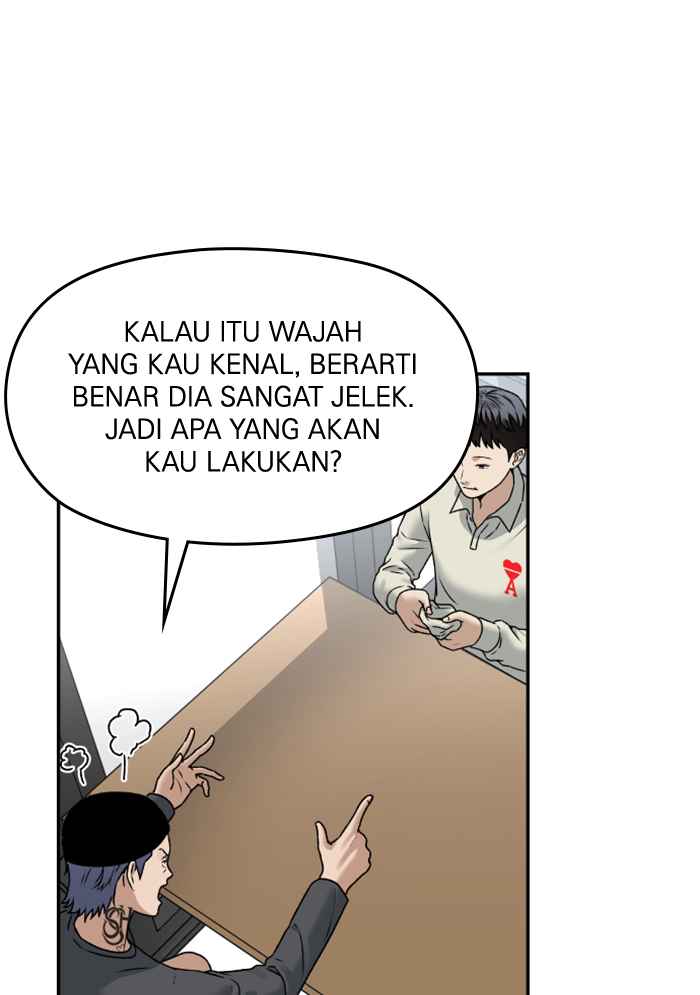 KALAU ITU WAJAH
YANG KAU KENAL, BERARTI
BENAR DIA SANGAT JELEK.
JADI APA YANG AKAN
KAU LAKUKAN?
A